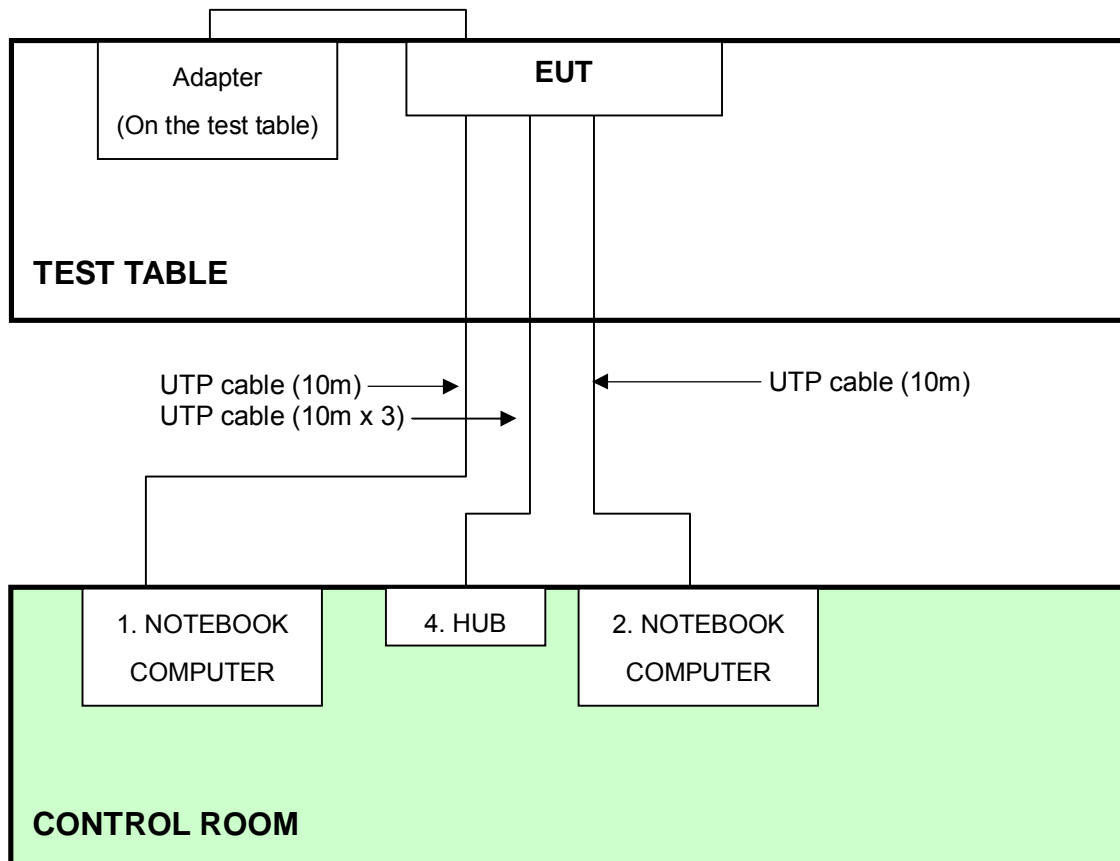 Adapter
(On the test table)
EUT
TEST TABLE
UTP cable (10m)
UTP cable (10m x 3)
UTP cable (10m)
1. NOTEBOOK
COMPUTER
4. HUB
2. NOTEBOOK
COMPUTER
CONTROL ROOM